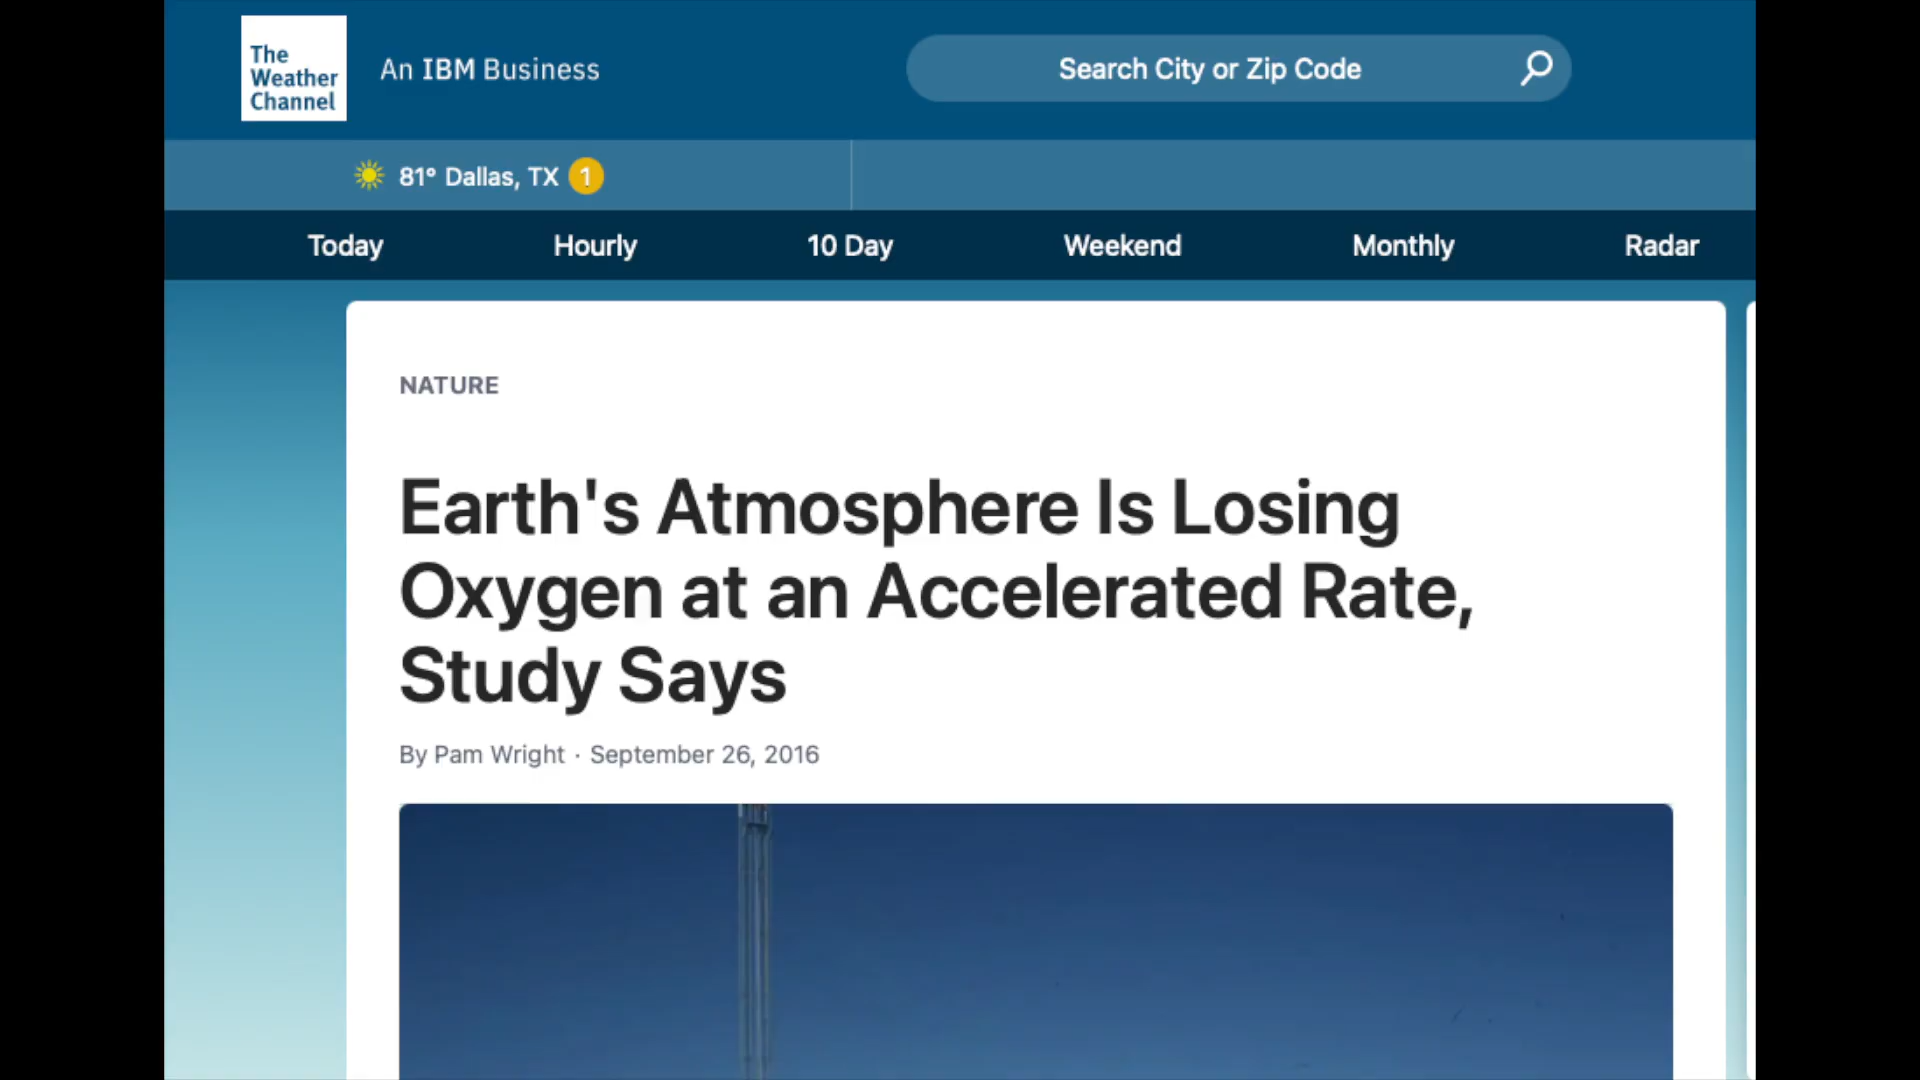 The
Weather
Channel
An IBM Business
Search City or Zip Code
81° Dallas, TX 1
Today Hourly 10 Day Weekend Monthly Radar
NATURE
Earth's Atmosphere Is Losing
Oxygen at an Accelerated Rate,
Study Says
By Pam Wright · September 26, 2016